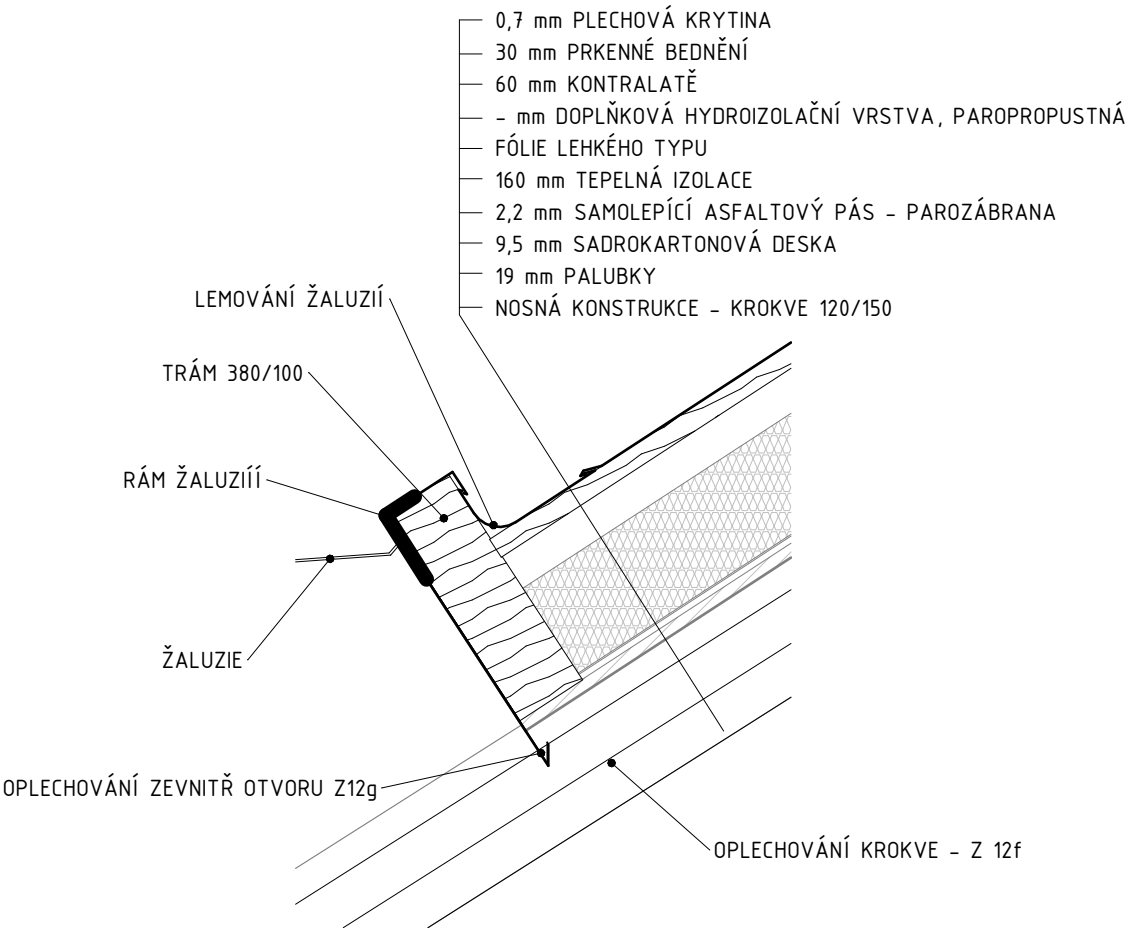 0,7 mm PLECHOVÁ KRYTINA
30 mm PRKENNÉ BEDNĚNÍ
60 mm KONTRALATĚ
- mm DOPLŇKOVÁ HYDROIZOLAČNÍ VRSTVA, PAROPROPUSTNÁ
FÓLIE LEHKÉHO TYPU
160 mm TEPELNÁ IZOLACE
2,2 mm SAMOLEPÍCÍ ASFALTOVÝ PÁS - PAROZÁBRANA
9,5 mm SADROKARTONOVÁ DESKA
19 mm PALUBKY
NOSNÁ KONSTRUKCE - KROKVE 120/150
LEMOVÁNÍ ŽALUZIÍ
TRÁM 380/100
RÁM ŽALUZIÍÍ
ŽALUZIE
OPLECHOVÁNÍ ZEVNITŘ OTVORU Z12g
OPLECHOVÁNÍ KROKVE - Z 12f